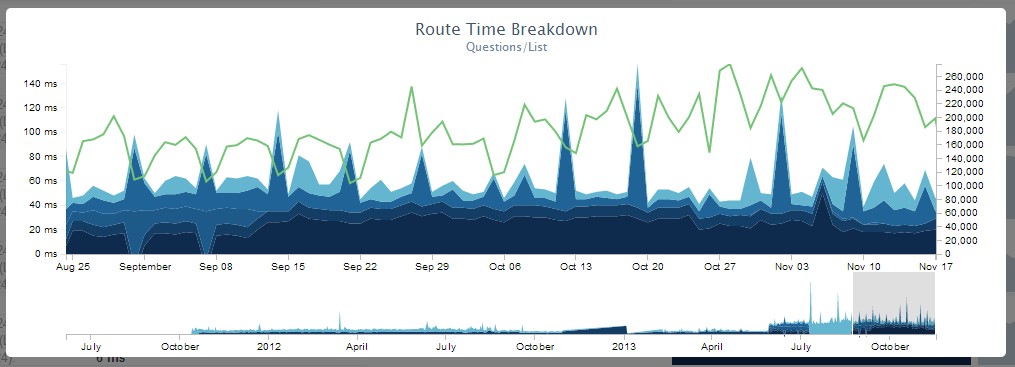 Route Time Breakdown
Questions/List
140 ms
120 ms
100 ms
80 ms
60 ms
40 ms
20 ms
0 ms
260,000
240,000
220,000
200,000
180,000
160,000
140,000
120,000
100,000
80,000
60,000
40,000
20,000
0
Aug 25 September Sep 08 Sep 15 Sep 22 Sep 29 Oct 06 Oct 13 Oct 20 Oct 27 Nov 03 Nov 10 Nov 17
July October 2012 April July October 2013 April July October
6 ms